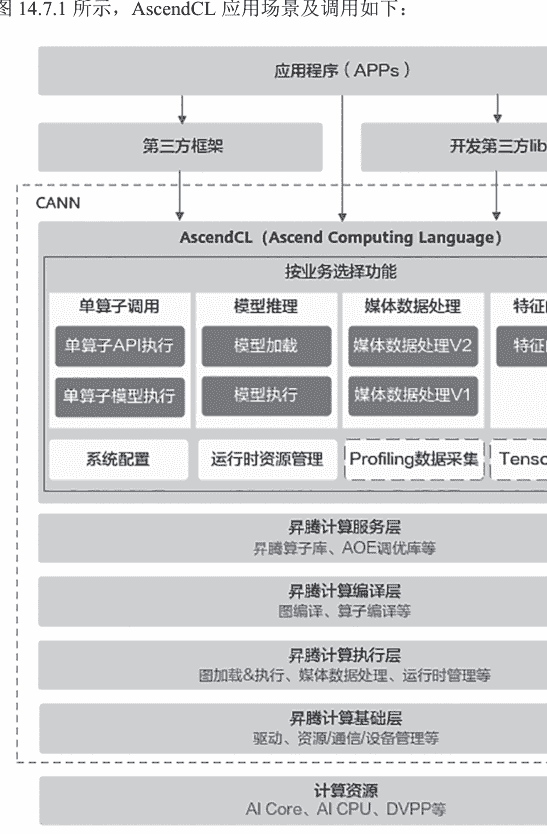 图 14.7.1 所示，AscendCL 应用场景及调用如下：
应用程序（APPs）
第三方框架 开发第三方lib
CANN
AscendCL（Ascend Computing Language）
按业务选择功能
单算子调用 模型推理 媒体数据处理 特征
单算子API执行 模型加载 媒体数据处理V2 特征
单算子模型执行 模型执行 媒体数据处理V1
系统配置 运行时资源管理 Profiling数据采集 Tenso
昇腾计算服务层
昇腾算子库、AOE调优库等
昇腾计算编译层
图编译、算子编译等
昇腾计算执行层
图加载&执行、媒体数据处理、运行时管理等
昇腾计算基础层
驱动、资源/通信/设备管理等
计算资源
AI Core、AI CPU、DVPP等